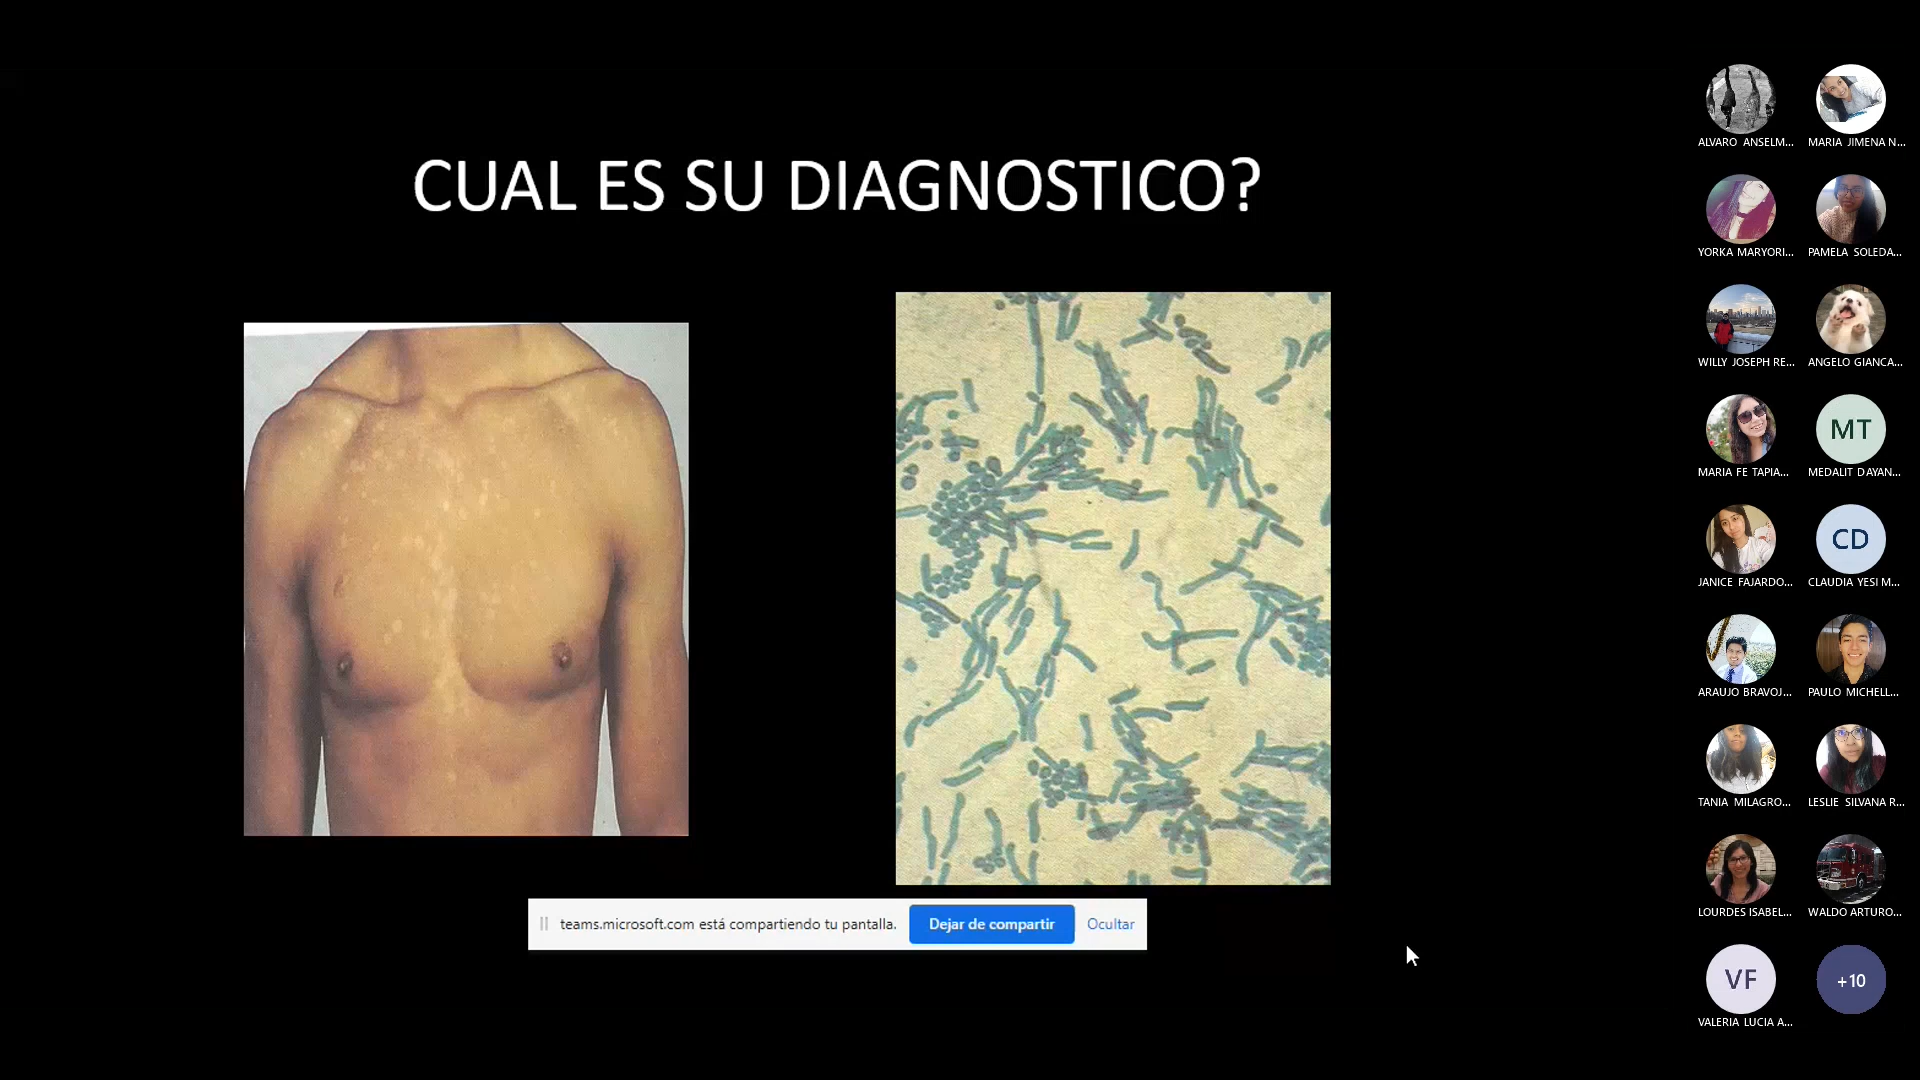 CUAL ES SU DIAGNOSTICO?
teams.microsoft.com está compartiendo tu pantalla.
Dejar de compartir
Ocultar
ALVARO ANSELM...
MARIA JIMENA N...
YORKA MARYORI...
PAMELA SOLEDA...
WILLY JOSEPH RE...
ANGELO GIANCA...
MARIA FE TAPIA...
MT
MEDALIT DAYAN...
JANICE FAJARDO...
CD
CLAUDIA YESI M...
ARAUJO BRAVOJ...
PAULO MICHELL...
TANIA MILAGRO...
LESLIE SILVANA R...
LOURDES ISABEL...
WALDO ARTURO...
VF
VALERIA LUCIA A...
+10